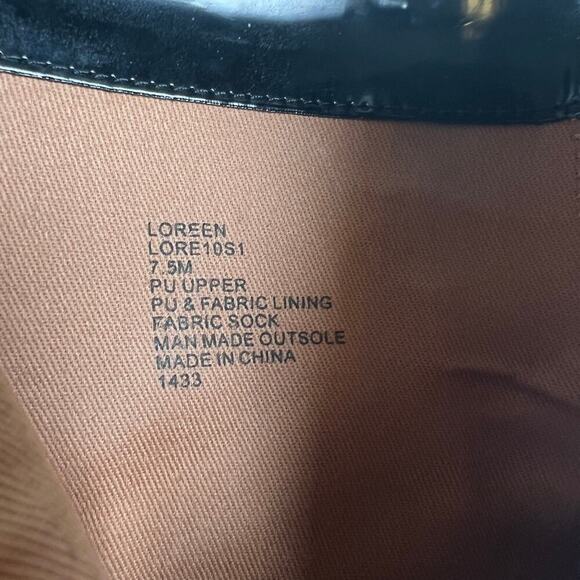 LOREEN
LORE10S1
7.5M
PU UPPER
PU & FABRIC LINING
FABRIC SOCK
MAN MADE OUTSOLE
MADE IN CHINA
1433